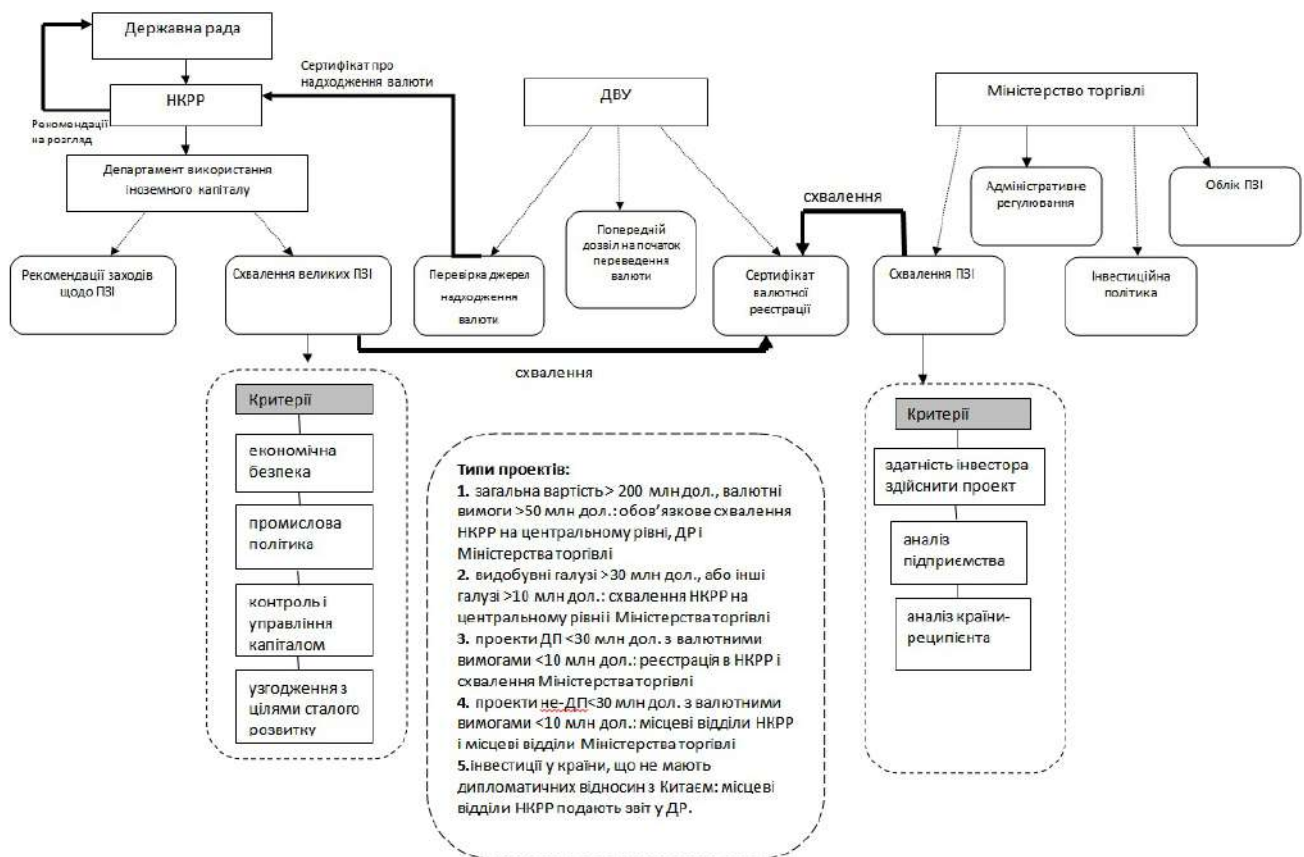 Державна рада
НКРР
Рекомендації
на розгляд
Департамент використання
іноземного капіталу
Сертифікат про
надходження валюти
ДВУ
Міністерство торгівлі
Адміністративне
регулювання
Облік ПЗІ
схвалення
Рекомендації заходів
щодо ПЗІ
Схвалення великих ПЗІ
Перевірка джерел
надходження
валюти
Попередній
дозвіл на початок
переведення
валюти
Сертифікат
валютної
реєстрації
Схвалення ПЗІ
Інвестиційна
політика
схвалення
Критерії
економічна
безпека
промислова
політика
контроль і
управління
капіталом
узгодження з
цілями сталого
розвитку
Типи проектів:
1. загальна вартість > 200 млн дол., валютні
вимоги >50 млн дол.: обов’язкове схвалення
НКРР на центральному рівні, ДР і
Міністерства торгівлі
2. видобувні галузі >30 млн дол., або інші
галузі >10 млн дол.: схвалення НКРР на
центральному рівні і Міністерства торгівлі
3. проекти ДП <30 млн дол. з валютними
вимогами <10 млн дол.: реєстрація в НКРР і
схвалення Міністерства торгівлі
4. проекти не-ДП<30 млн дол. з валютними
вимогами <10 млн дол.: місцеві відділи НКРР
і місцеві відділи Міністерства торгівлі
5.інвестиції у країни, що не мають
дипломатичних відносин з Китаєм: місцеві
відділи НКРР подають звіт у ДР.
Критерії
здатність інвестора
здійснити проект
аналіз
підприємства
аналіз країни-
реципієнта